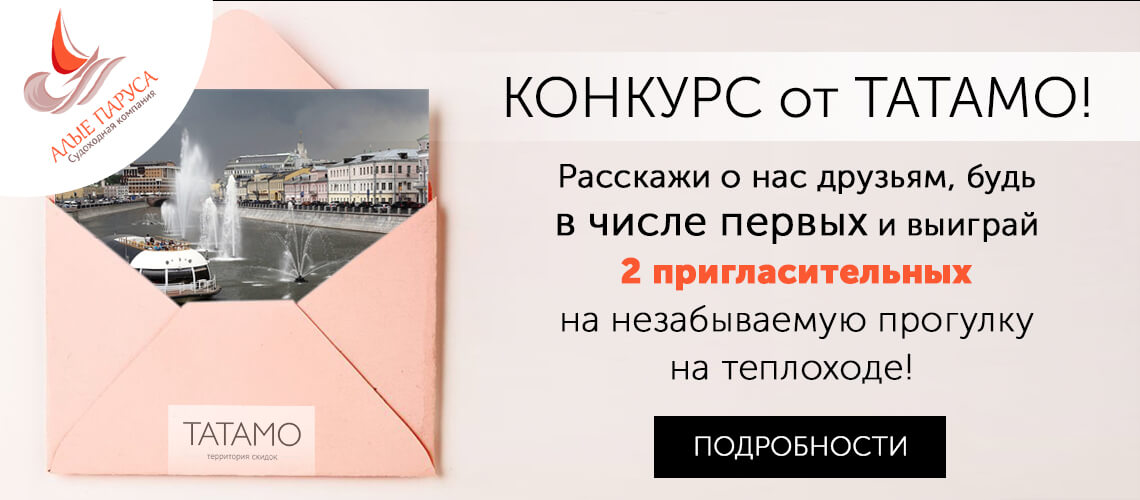 АЛЫЕ ПАРУСА
Судоходная компания
КОНКУРС от ТАТАМО!
Расскажи о нас друзьям, будь
в числе первых и выиграй
2 пригласительных
на незабываемую прогулку
на теплоходе!
ПОДРОБНОСТИ
ТАТАМО
территория скидок